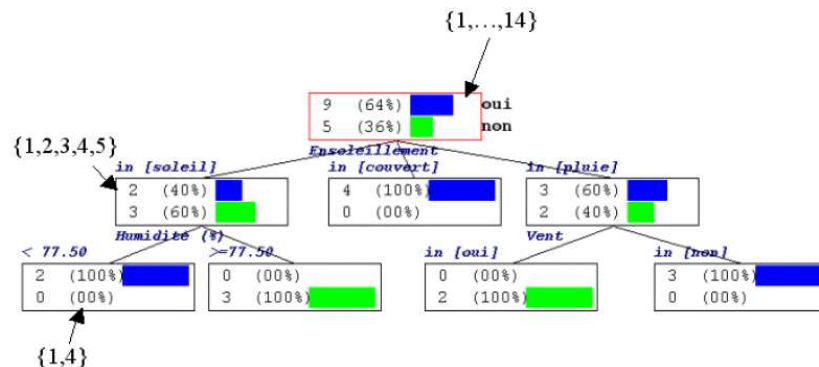 {1,…,14}
9 (64%) oui
5 (36%) non
{1,2,3,4,5}
Ensoleillement
in [soleil] in [couvert] in [pluie]
2 (40%) 4 (100%) 3 (60%)
3 (60%) 0 (00%) 2 (40%)
Humidité (%) Vent
< 77.50 >=77.50 in [oui] in [non]
2 (100%) 0 (00%) 0 (00%) 3 (100%)
0 (00%) 3 (100%) 2 (100%) 0 (00%)
{1,4}